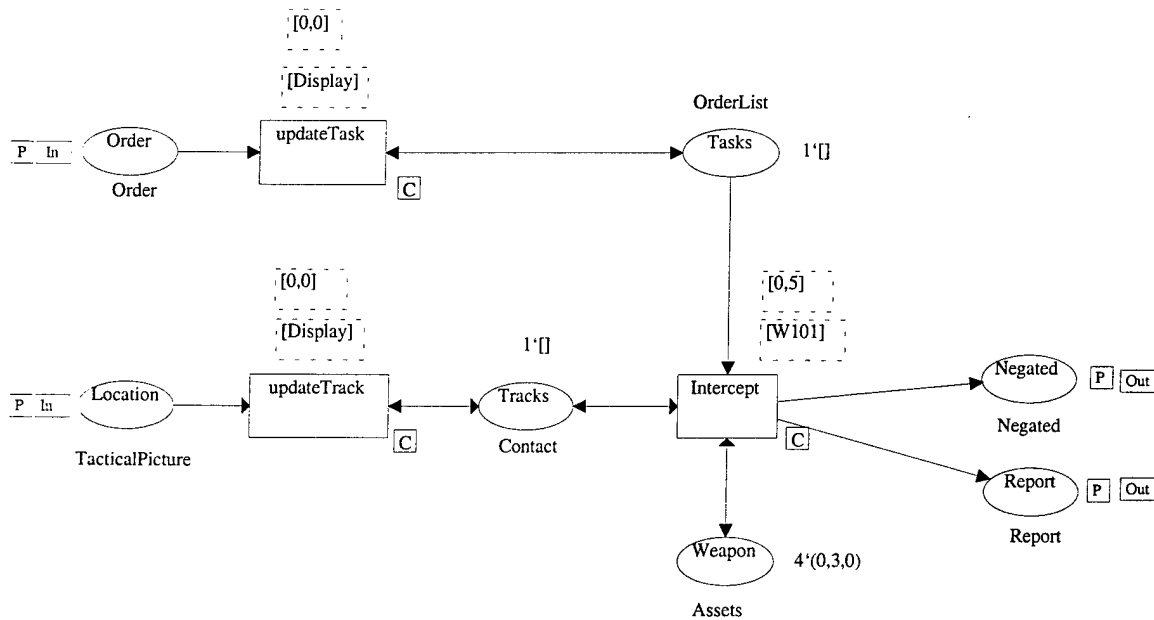 [0,0]
[Display]
OrderList
P In Order updateTask Tasks 1‘[]
Order C
[0,0] [0,5]
[Display] [W101]
1‘[]
P In Location updateTrack Tracks Intercept Negated P Out
TacticalPicture C Contact C Negated
Report P Out
Report
Weapon 4‘(0,3,0)
Assets